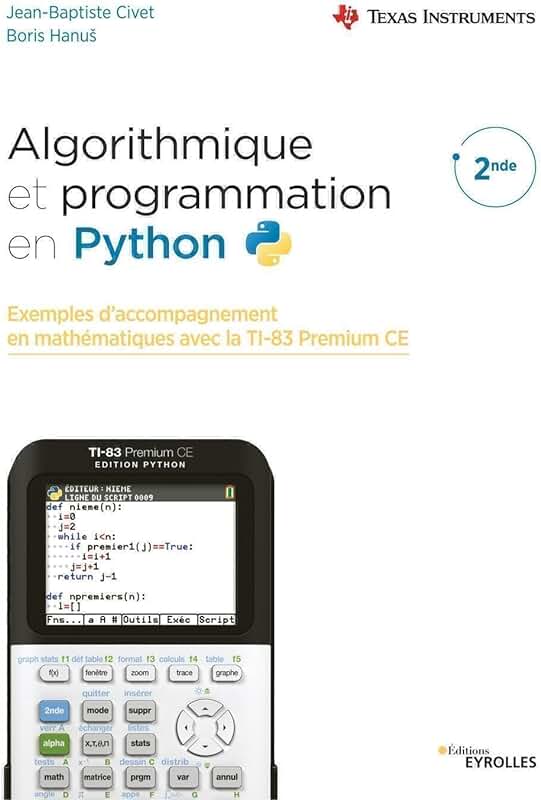 Jean-Baptiste Civet
Boris Hanuš
TEXAS INSTRUMENTS
Algorithmique
et programmation
en Python
2nde
Exemples d'accompagnement
en mathématiques avec la TI-83 Premium CE
TI-83 Premium CE
EDITION PYTHON
ÉDITEUR : NIEME
LIGNE DU SCRIPT 0009
def nieme(n):
  i=0
  j=2
  while i<n:
    if premier1(j)==True:
      i=i+1
    j=j+1
  return j-1
def npremiers(n):
  l=[]
Fns... a A # Outils Exéc Script
graph stats f1 déf table f2 format f3 calculs f4 table f5
f(x) fenêtre zoom trace graphe
quitter insérer
2nde mode suppr
verr A échanger listes
alpha X,T,θ,n stats
tests A B dessin C distrib
math matrice prgm var annul
angle D E apps F G H
Éditions
EYROLLES